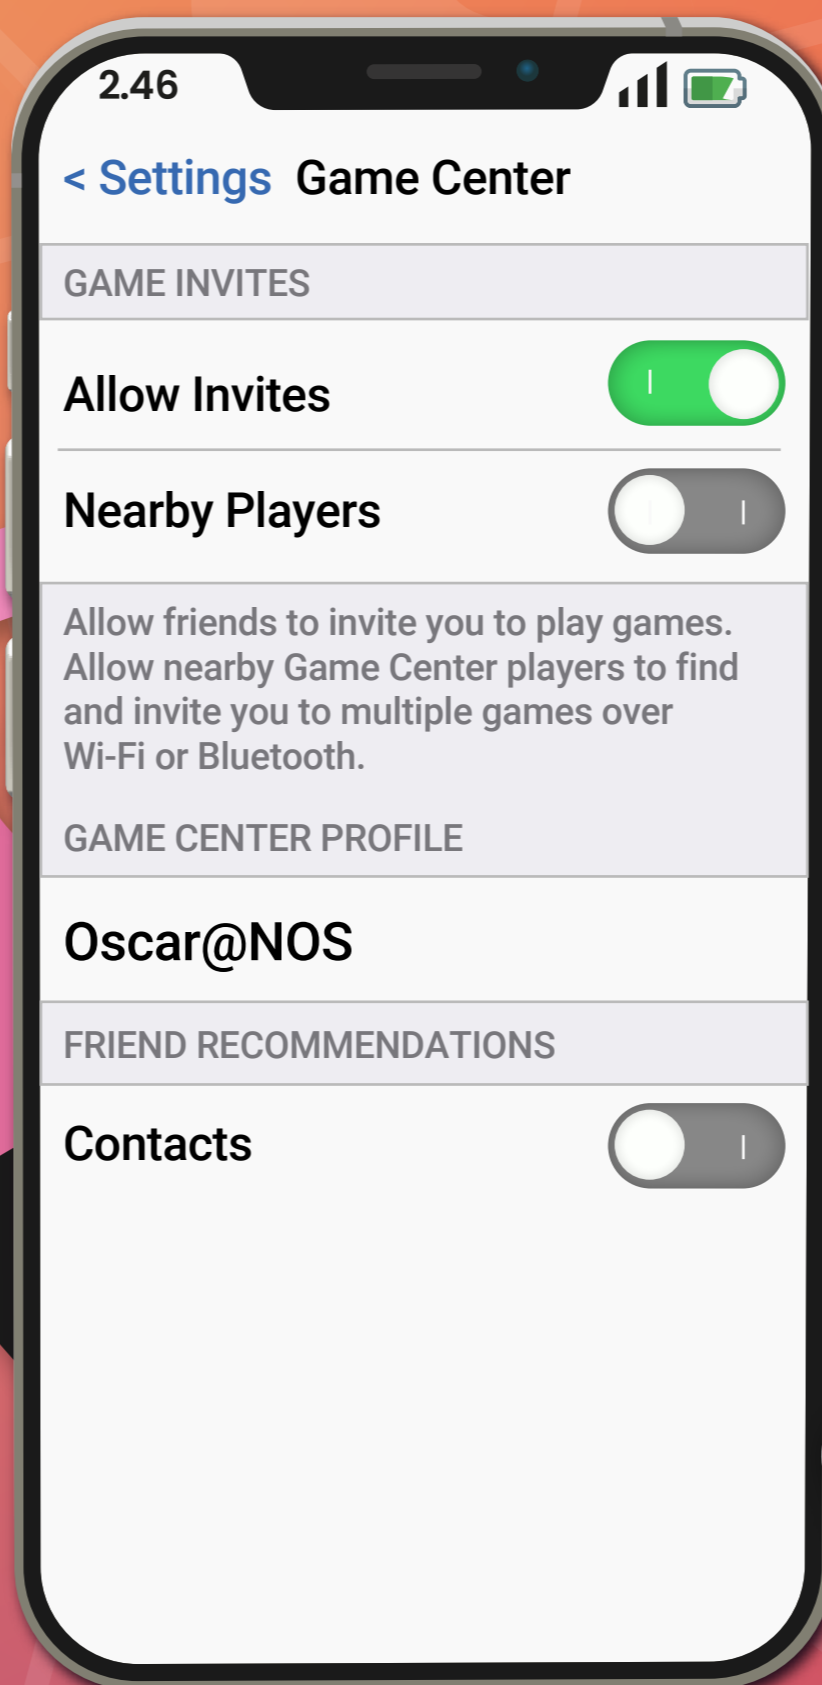 2.46
< Settings Game Center
GAME INVITES
Allow Invites
Nearby Players
Allow friends to invite you to play games.
Allow nearby Game Center players to find
and invite you to multiple games over
Wi-Fi or Bluetooth.
GAME CENTER PROFILE
Oscar@NOS
FRIEND RECOMMENDATIONS
Contacts